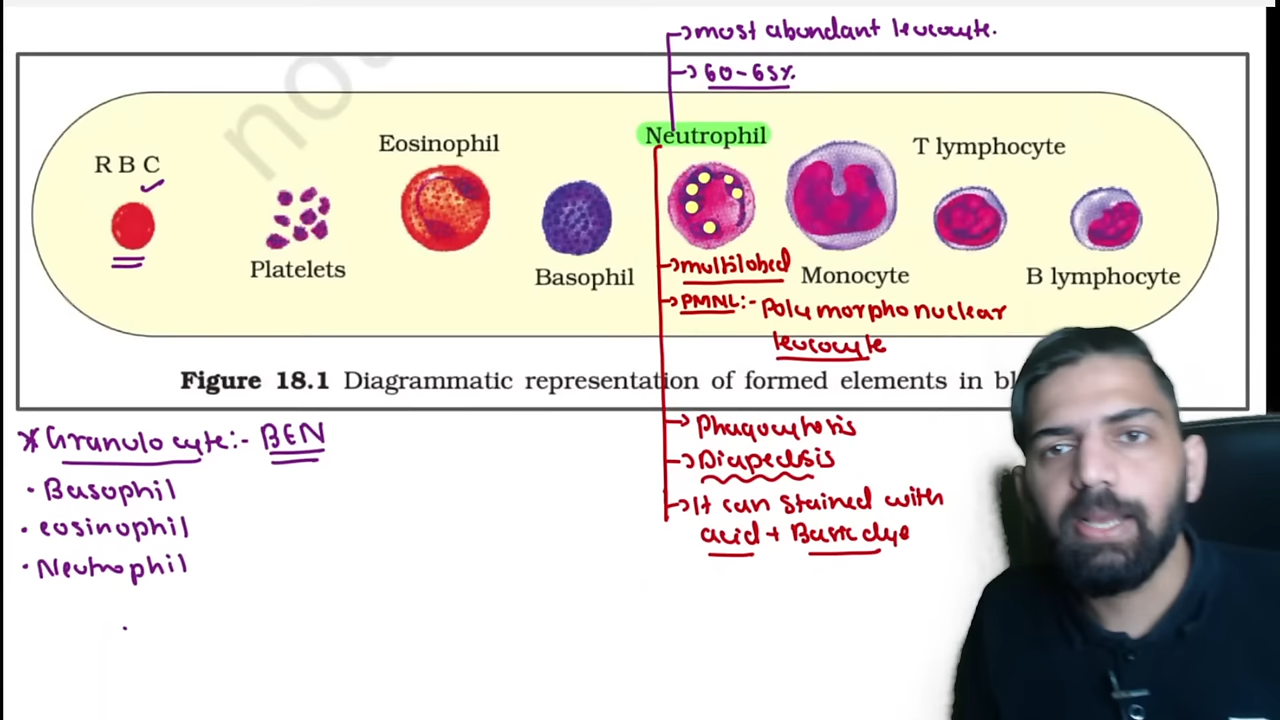 most abundant leucocyte.
60-65%.
Neutrophil
Eosinophil
T lymphocyte
R B C
Platelets
Basophil
multilobed
Monocyte
B lymphocyte
PMNL:- Polymorphonuclear
leucocyte
Figure 18.1 Diagrammatic representation of formed elements in bl
* Granulocyte:- BEN
Phagocytosis
• Basophil
Diapedisis
• eosinophil
It can stained with
acid + Basic dye
• Neutrophil